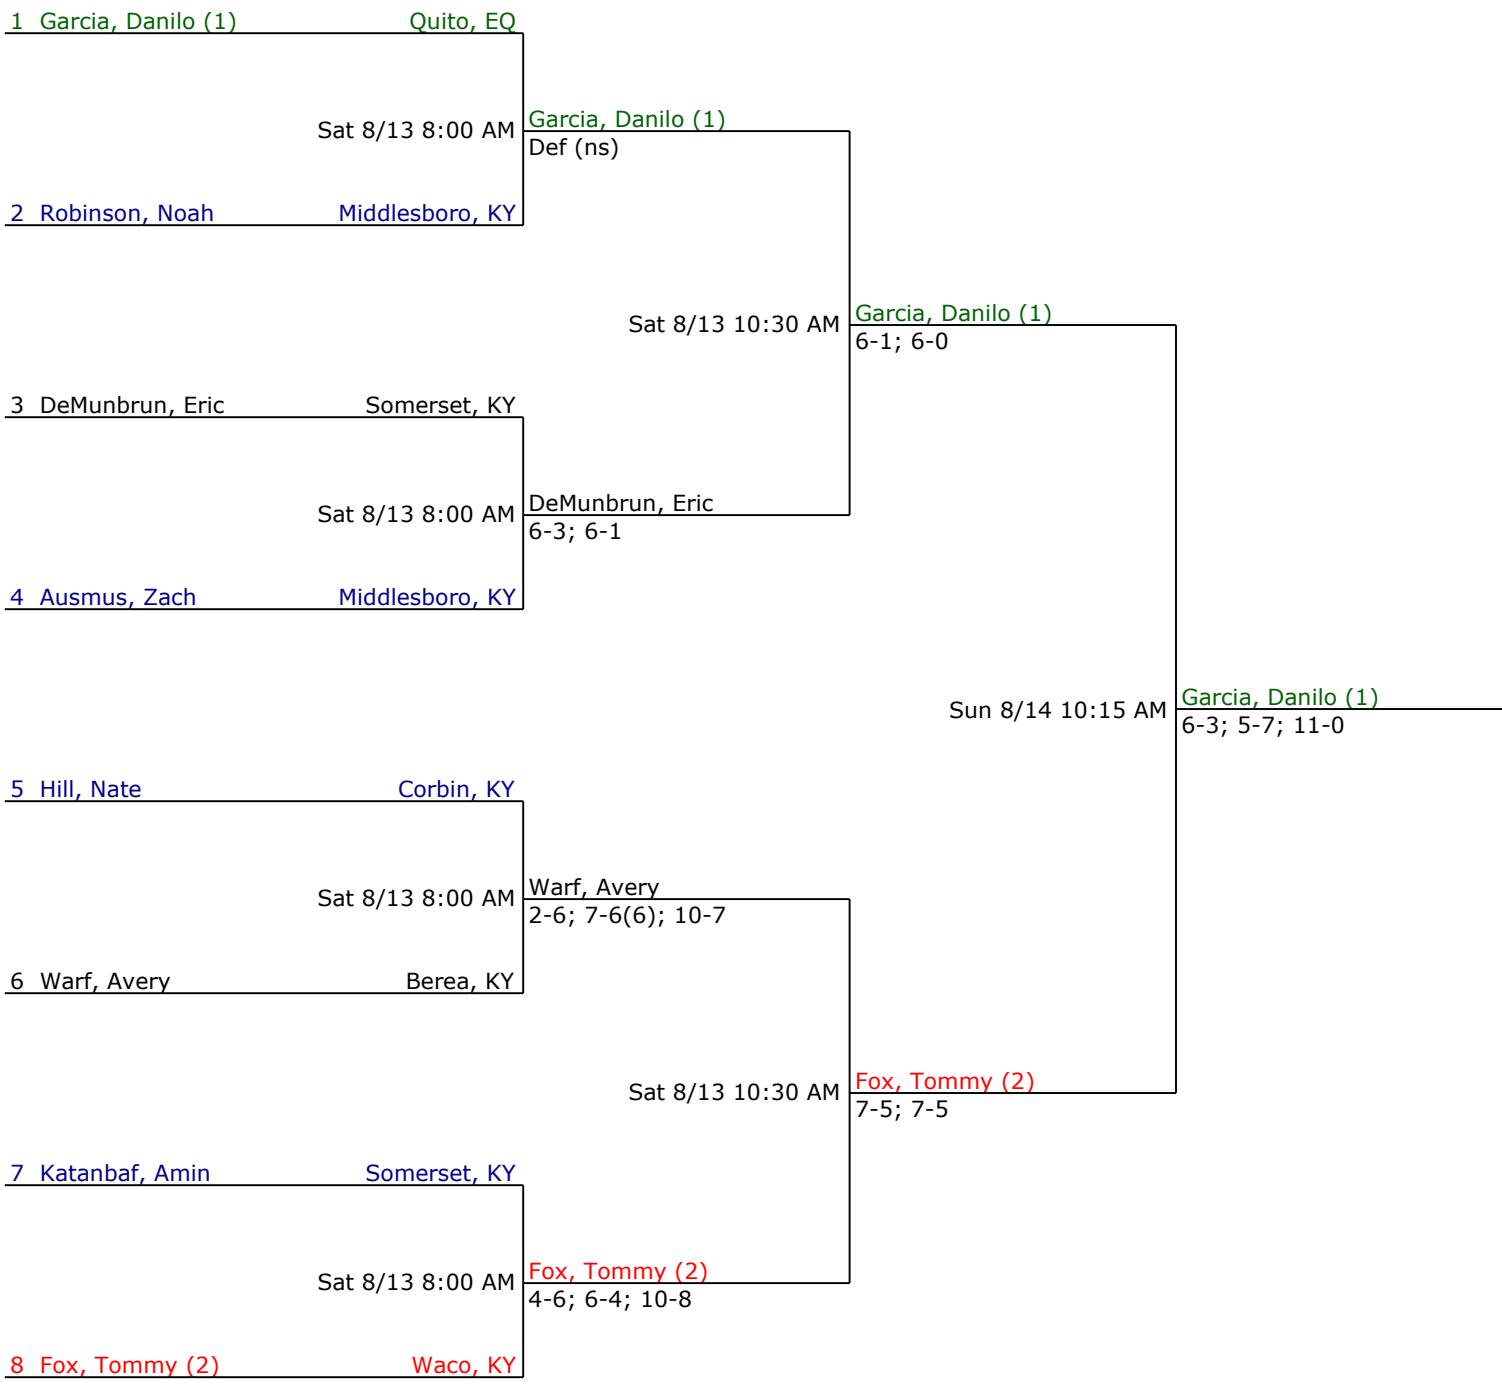 1 Garcia, Danilo (1) Quito, EQ
Sat 8/13 8:00 AM
Garcia, Danilo (1)
Def (ns)
2 Robinson, Noah Middlesboro, KY
Sat 8/13 10:30 AM
Garcia, Danilo (1)
6-1; 6-0
3 DeMunbrun, Eric Somerset, KY
Sat 8/13 8:00 AM
DeMunbrun, Eric
6-3; 6-1
4 Ausmus, Zach Middlesboro, KY
Sun 8/14 10:15 AM
Garcia, Danilo (1)
6-3; 5-7; 11-0
5 Hill, Nate Corbin, KY
Sat 8/13 8:00 AM
Warf, Avery
2-6; 7-6(6); 10-7
6 Warf, Avery Berea, KY
Sat 8/13 10:30 AM
Fox, Tommy (2)
7-5; 7-5
7 Katanbaf, Amin Somerset, KY
Sat 8/13 8:00 AM
Fox, Tommy (2)
4-6; 6-4; 10-8
8 Fox, Tommy (2) Waco, KY